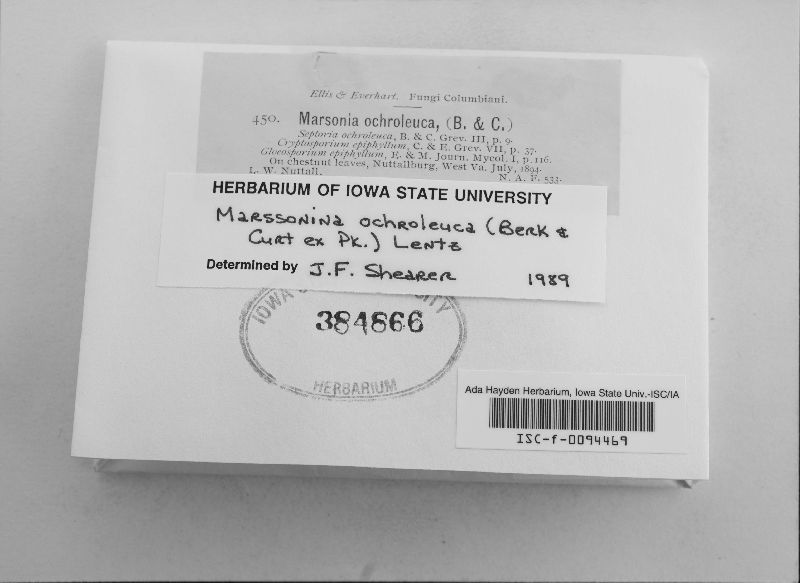 Ellis & Everhart. Fungi Columbiani.
450. Marsonia ochroleuca, (B. & C.)
Septoria ochroleuca, B. & C. Grev. III, p. 9.
Cryptosporium epiphyllum, C. & E. Grev. VII, p. 37.
Gloeosporium epiphyllum, E. & M. Journ. Mycol. I, p. 116.
On chestnut leaves, Nuttallburg, West Va. July, 1894.
L. W. Nuttall. N. A. F. 533.
HERBARIUM OF IOWA STATE UNIVERSITY
Marssonina ochroleuca (Berk &
Curt ex Pk.) Lentz
Determined by J.F. Shearer 1989
IOWA
384866
HERBARIUM
Ada Hayden Herbarium, Iowa State Univ.-ISC/IA
ISC-f-0094469